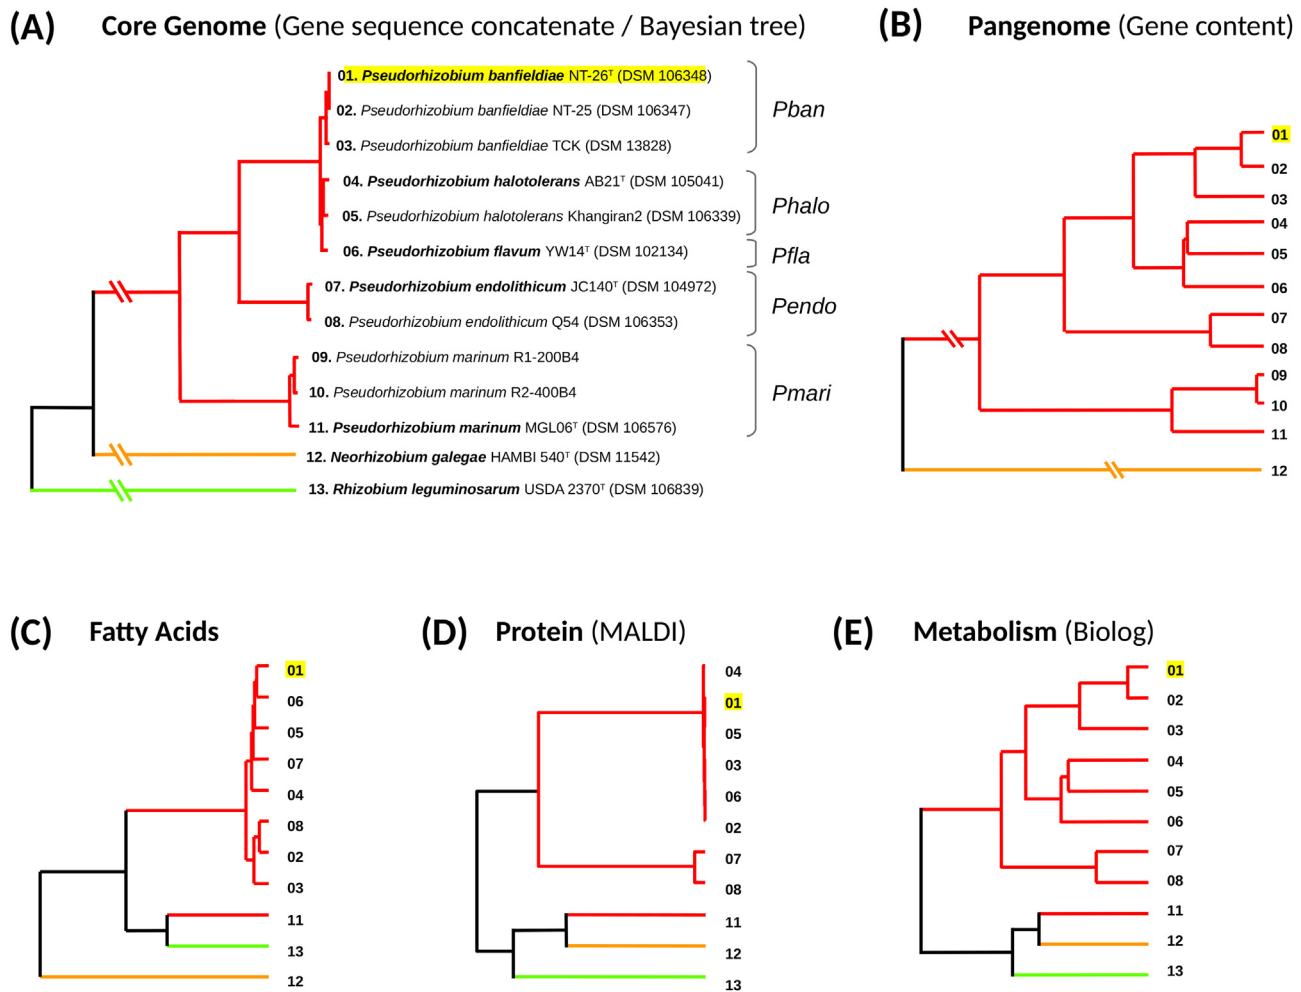 (A) Core Genome (Gene sequence concatenate / Bayesian tree)
01. Pseudorhizobium banfieldiae NT-26ᵀ (DSM 106348)
02. Pseudorhizobium banfieldiae NT-25 (DSM 106347)
03. Pseudorhizobium banfieldiae TCK (DSM 13828)
Pban
04. Pseudorhizobium halotolerans AB21ᵀ (DSM 105041)
05. Pseudorhizobium halotolerans Khangiran2 (DSM 106339)
Phalo
06. Pseudorhizobium flavum YW14ᵀ (DSM 102134)
Pfla
07. Pseudorhizobium endolithicum JC140ᵀ (DSM 104972)
08. Pseudorhizobium endolithicum Q54 (DSM 106353)
Pendo
09. Pseudorhizobium marinum R1-200B4
10. Pseudorhizobium marinum R2-400B4
11. Pseudorhizobium marinum MGL06ᵀ (DSM 106576)
Pmari
12. Neorhizobium galegae HAMBI 540ᵀ (DSM 11542)
13. Rhizobium leguminosarum USDA 2370ᵀ (DSM 106839)
(B) Pangenome (Gene content)
01
02
03
04
05
06
07
08
09
10
11
12
(C) Fatty Acids
01
06
05
07
04
08
02
03
11
13
12
(D) Protein (MALDI)
04
01
05
03
06
02
07
08
11
12
13
(E) Metabolism (Biolog)
01
02
03
04
05
06
07
08
11
12
13